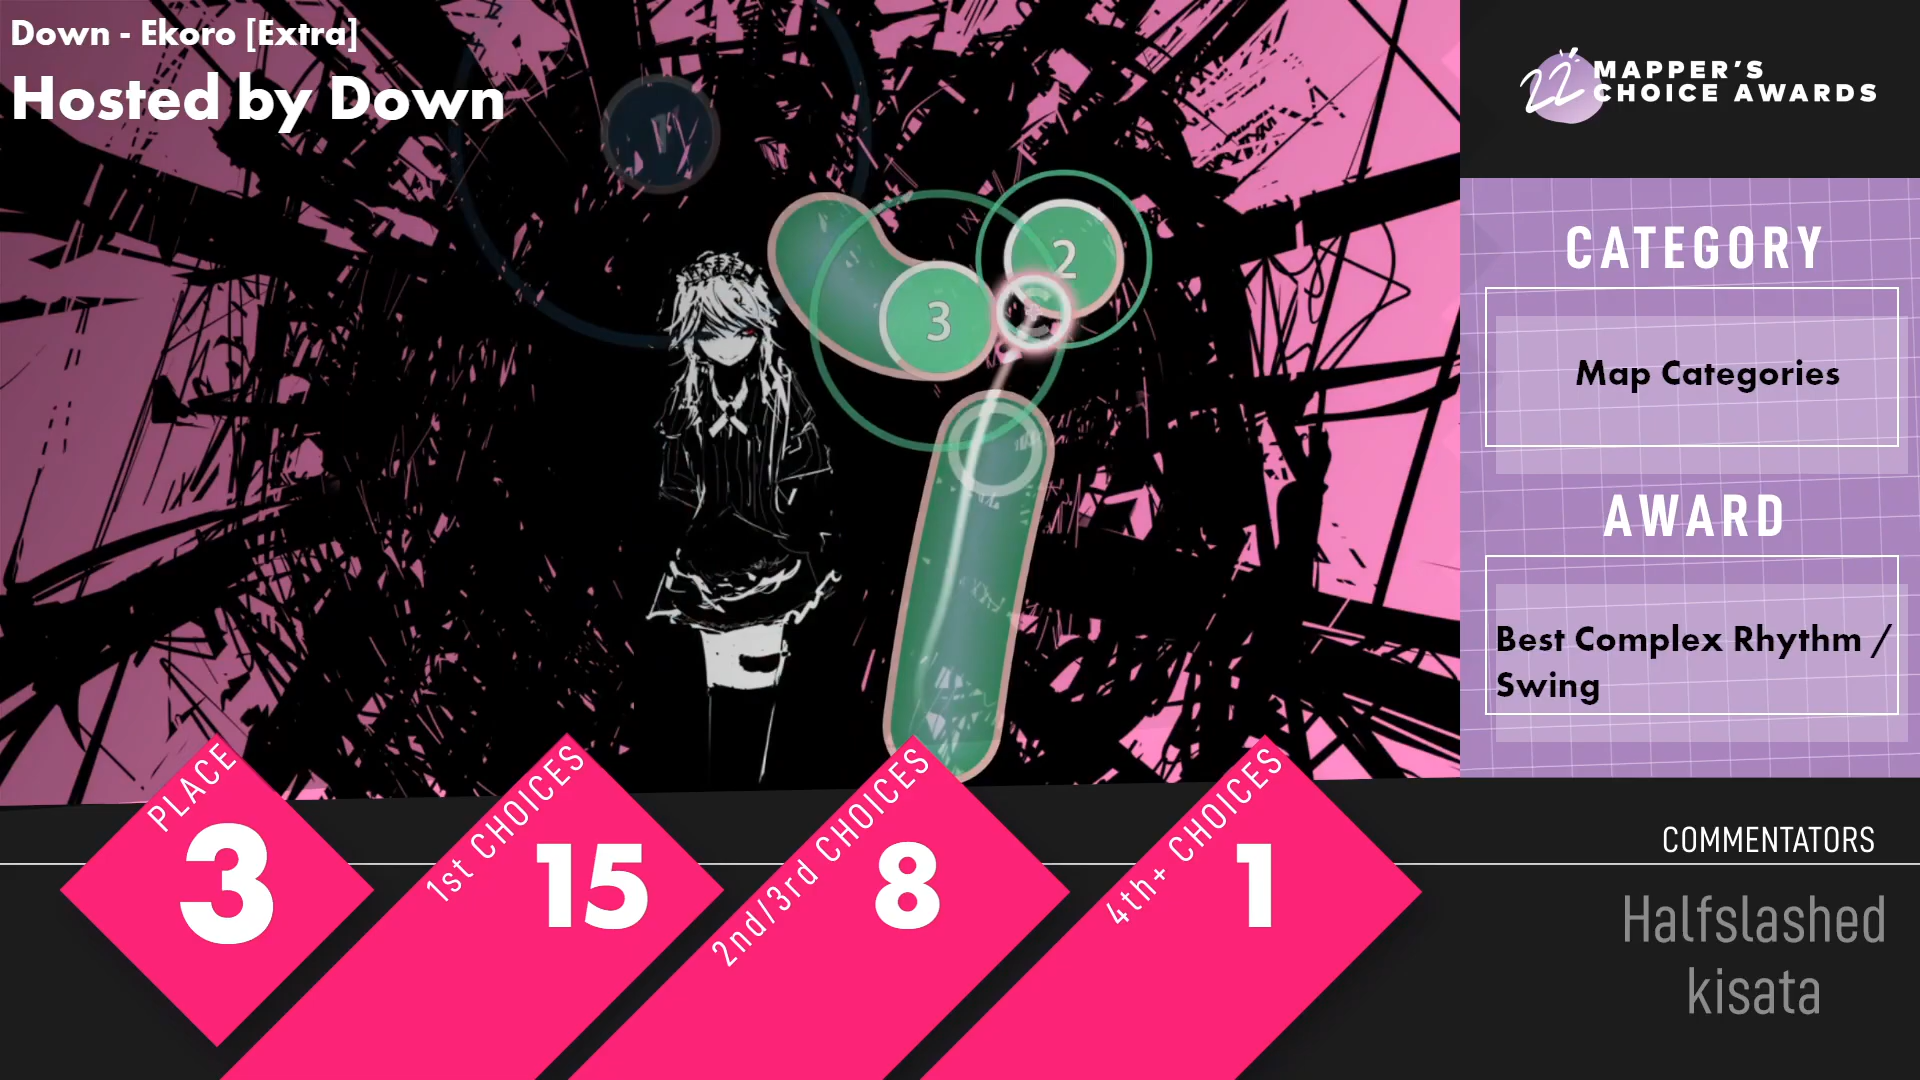 Down - Ekoro [Extra]
Hosted by Down
22 MAPPER'S
CHOICE AWARDS
CATEGORY
Map Categories
AWARD
Best Complex Rhythm /
Swing
1
2
3
PLACE
3
1st CHOICES
15
2nd/3rd CHOICES
8
4th+ CHOICES
1
COMMENTATORS
Halfslashed
kisata